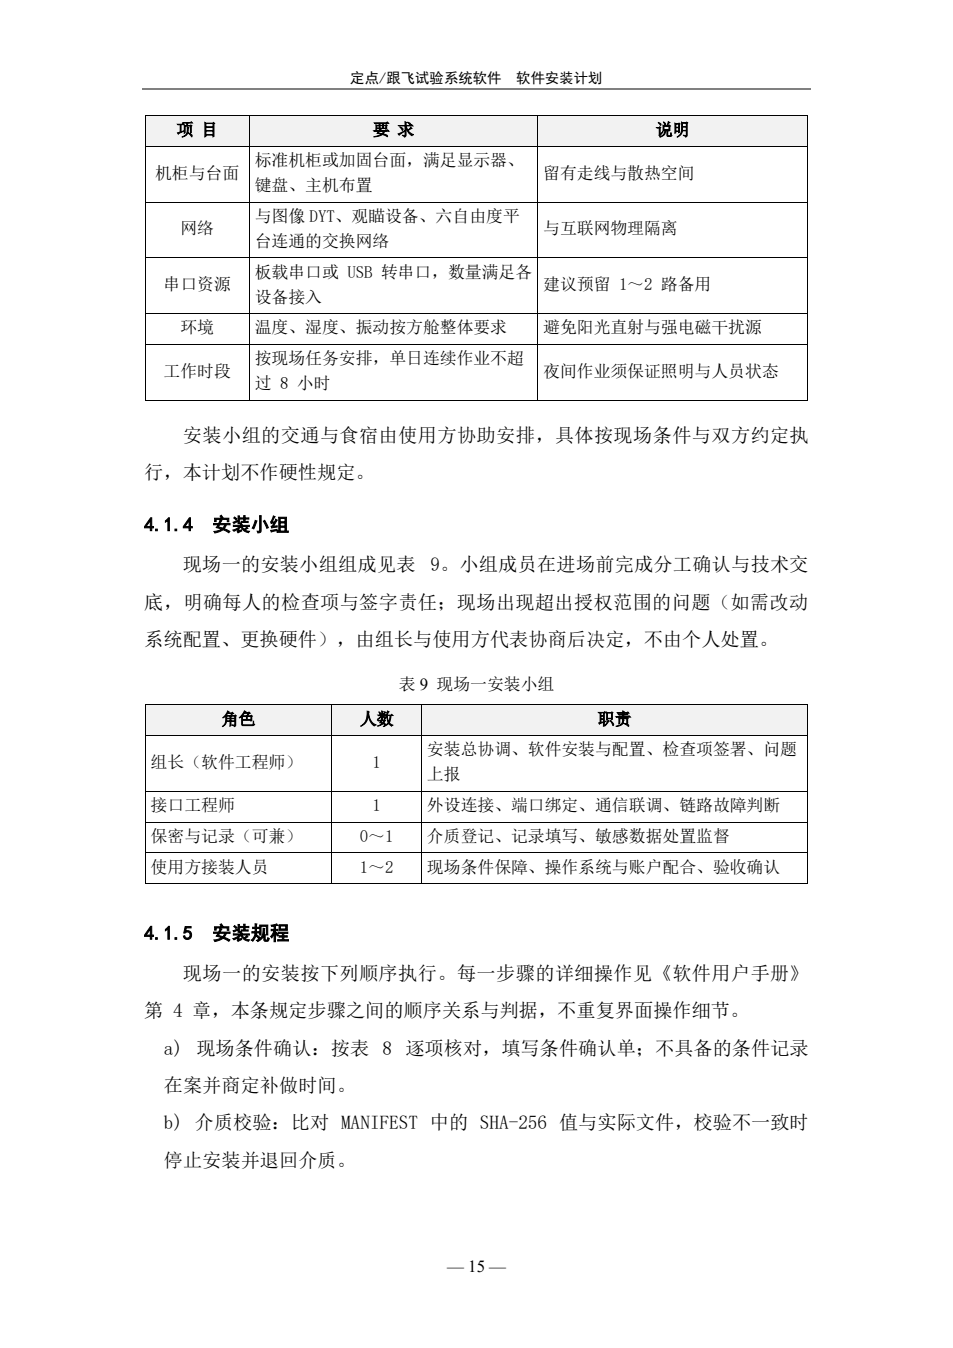 定点/跟飞试验系统软件　软件安装计划
项 目　要 求　说明
机柜与台面　标准机柜或加固台面，满足显示器、键盘、主机布置　留有走线与散热空间
网络　与图像 DYT、观瞄设备、六自由度平台连通的交换网络　与互联网物理隔离
串口资源　板载串口或 USB 转串口，数量满足各设备接入　建议预留 1～2 路备用
环境　温度、湿度、振动按方舱整体要求　避免阳光直射与强电磁干扰源
工作时段　按现场任务安排，单日连续作业不超过 8 小时　夜间作业须保证照明与人员状态
安装小组的交通与食宿由使用方协助安排，具体按现场条件与双方约定执
行，本计划不作硬性规定。
4.1.4　安装小组
现场一的安装小组组成见表 9。小组成员在进场前完成分工确认与技术交
底，明确每人的检查项与签字责任；现场出现超出授权范围的问题（如需改动
系统配置、更换硬件），由组长与使用方代表协商后决定，不由个人处置。
表 9 现场一安装小组
角色　人数　职责
组长（软件工程师）　1　安装总协调、软件安装与配置、检查项签署、问题上报
接口工程师　1　外设连接、端口绑定、通信联调、链路故障判断
保密与记录（可兼）　0～1　介质登记、记录填写、敏感数据处置监督
使用方接装人员　1～2　现场条件保障、操作系统与账户配合、验收确认
4.1.5　安装规程
现场一的安装按下列顺序执行。每一步骤的详细操作见《软件用户手册》
第 4 章，本条规定步骤之间的顺序关系与判据，不重复界面操作细节。
a) 现场条件确认：按表 8 逐项核对，填写条件确认单；不具备的条件记录
在案并商定补做时间。
b) 介质校验：比对 MANIFEST 中的 SHA-256 值与实际文件，校验不一致时
停止安装并退回介质。
— 15 —